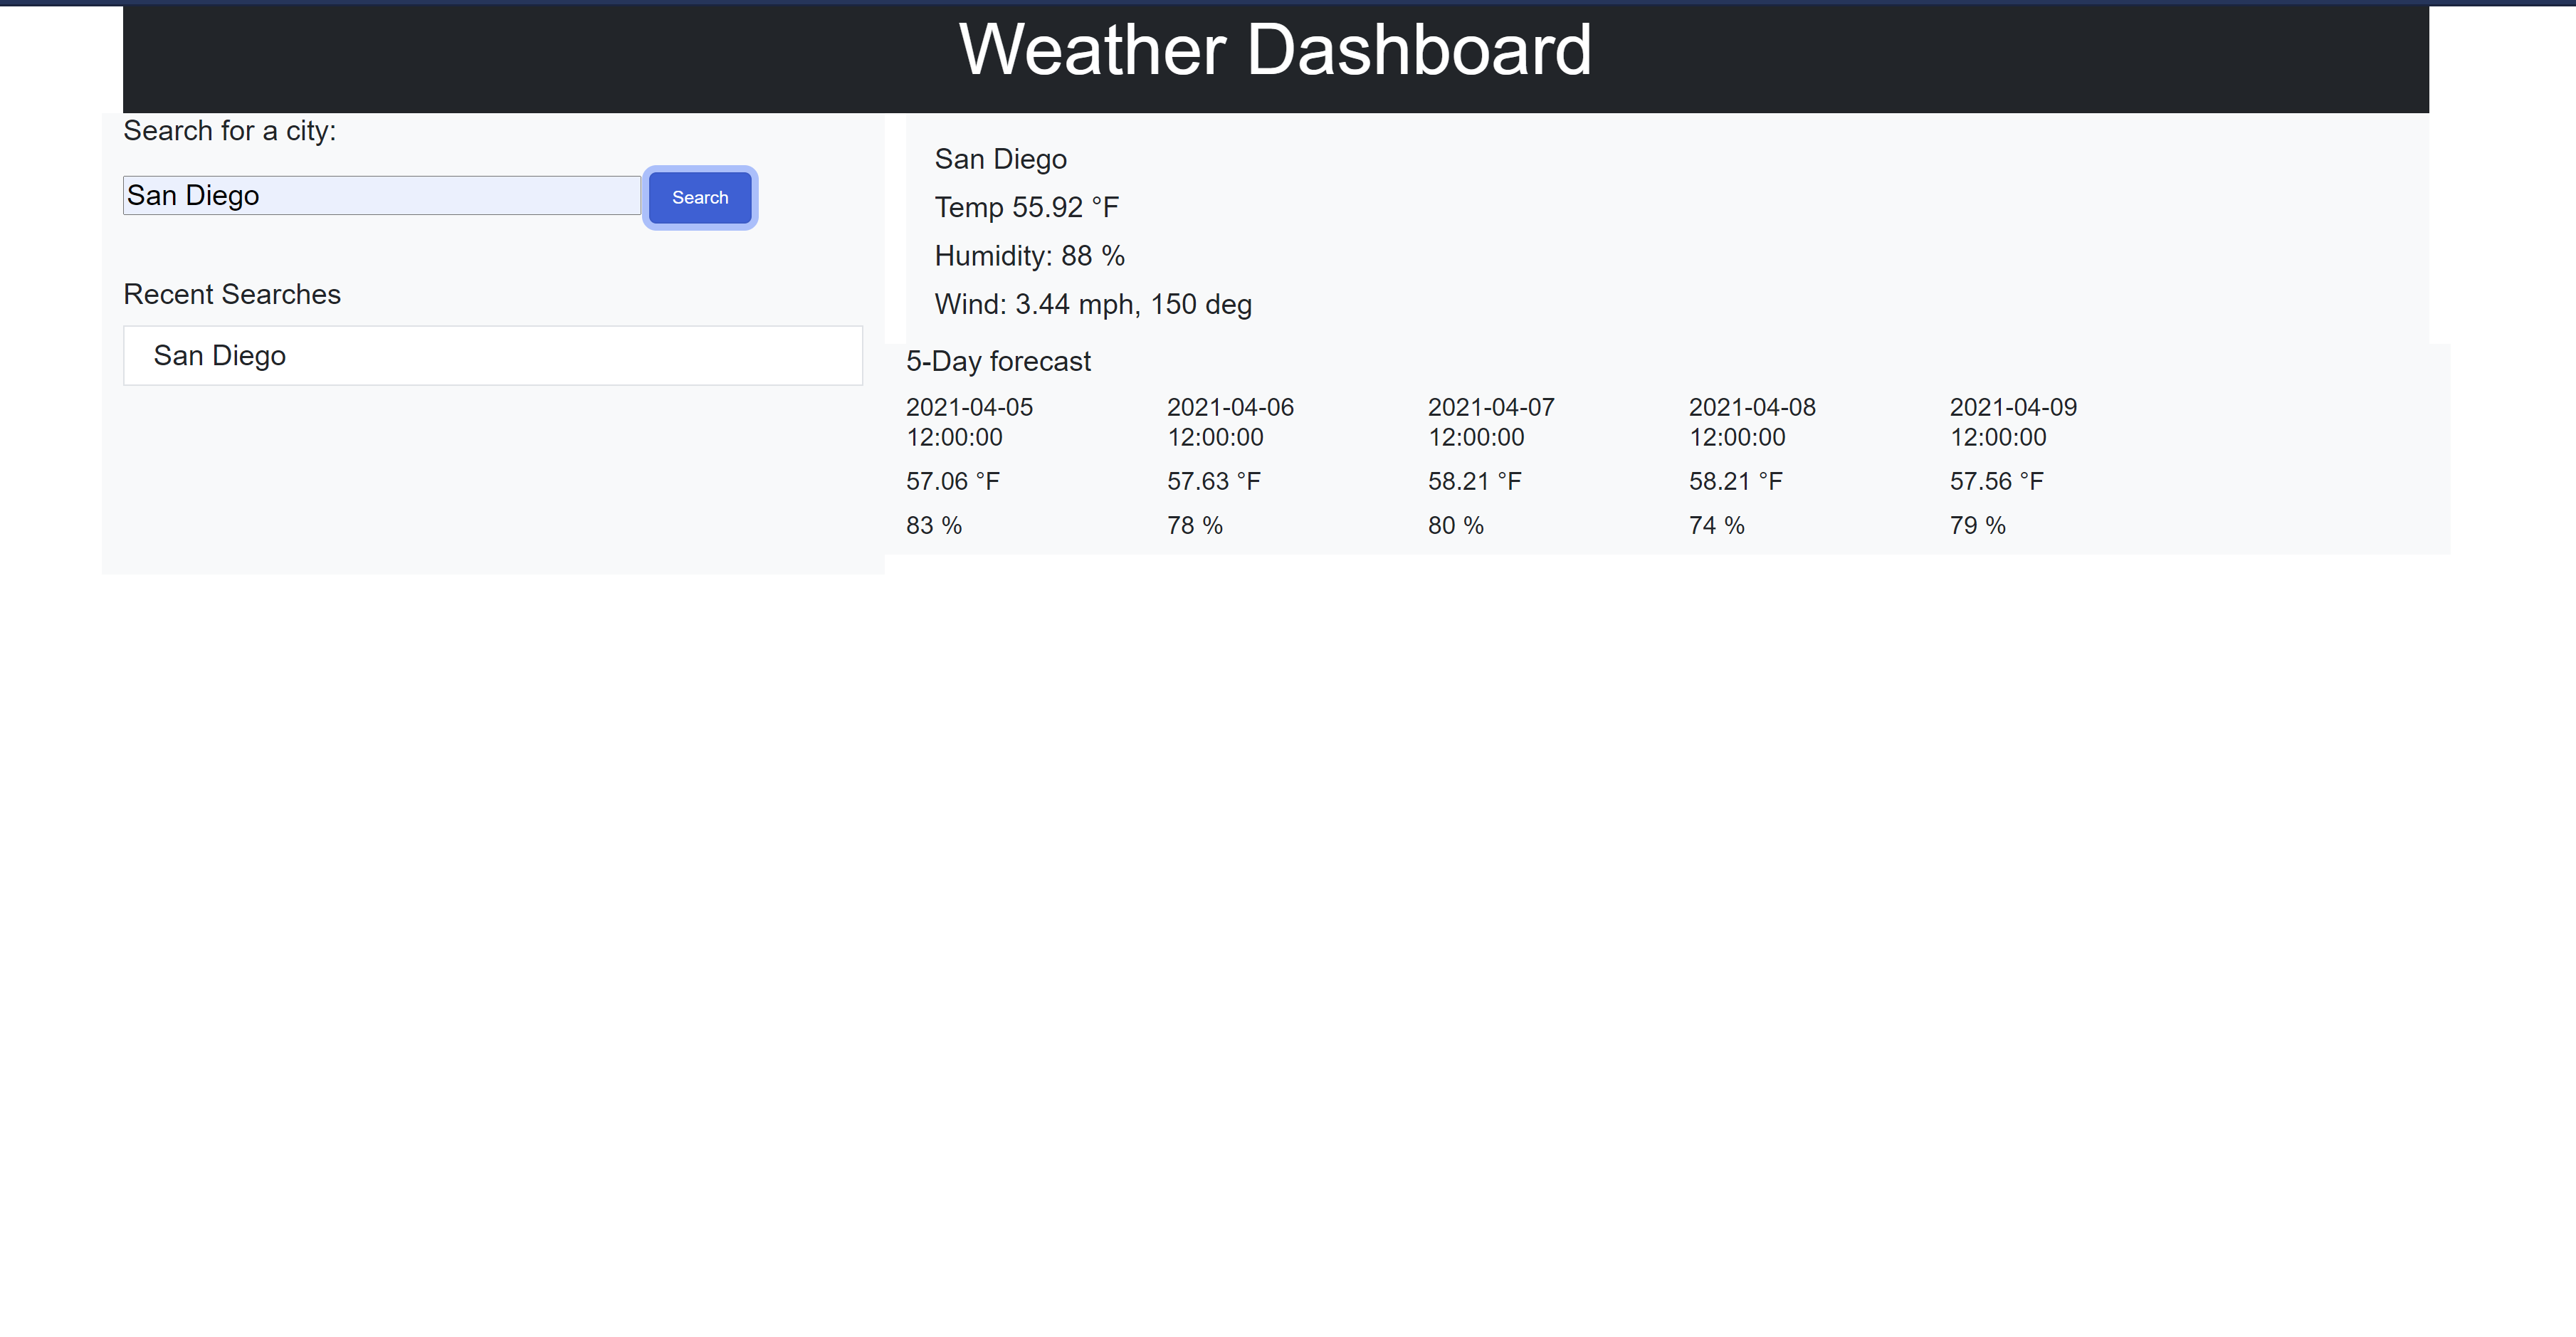 Weather Dashboard
Search for a city:
San Diego
Search
Recent Searches
San Diego
San Diego
Temp 55.92 °F
Humidity: 88 %
Wind: 3.44 mph, 150 deg
5-Day forecast
2021-04-05 2021-04-06 2021-04-07 2021-04-08 2021-04-09
12:00:00 12:00:00 12:00:00 12:00:00 12:00:00
57.06 °F 57.63 °F 58.21 °F 58.21 °F 57.56 °F
83 % 78 % 80 % 74 % 79 %